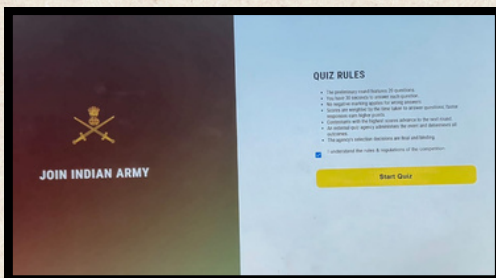 JOIN INDIAN ARMY
QUIZ RULES
• The preliminary round features 20 questions.
• You have 30 seconds to answer each question.
• No negative marking applies for wrong answers.
• Scores are weighted by the time taken to answer questions;
responses earn higher points.
• with the highest scores advance to the next round.
• An external quiz agency administers the event and determines all
outcomes.
• The agency's selection decisions are final and binding.
I understand the rules & regulations of the competition
Start Quiz